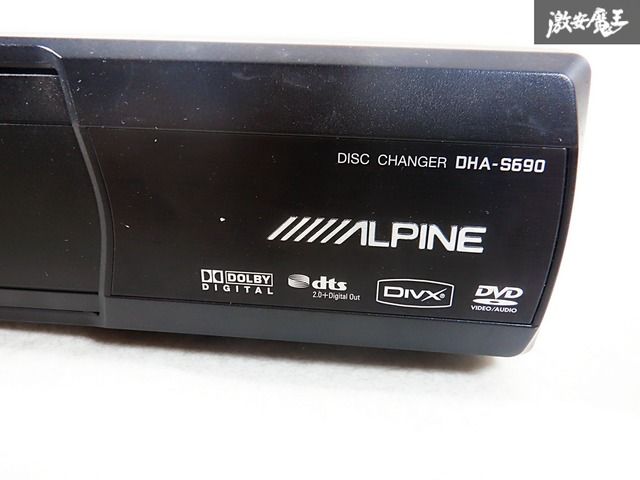 激安魔王
DISC CHANGER DHA-S690
ALPINE
DOLBY DIGITAL
dts 2.0+Digital Out
DIVX®
DVD VIDEO/AUDIO